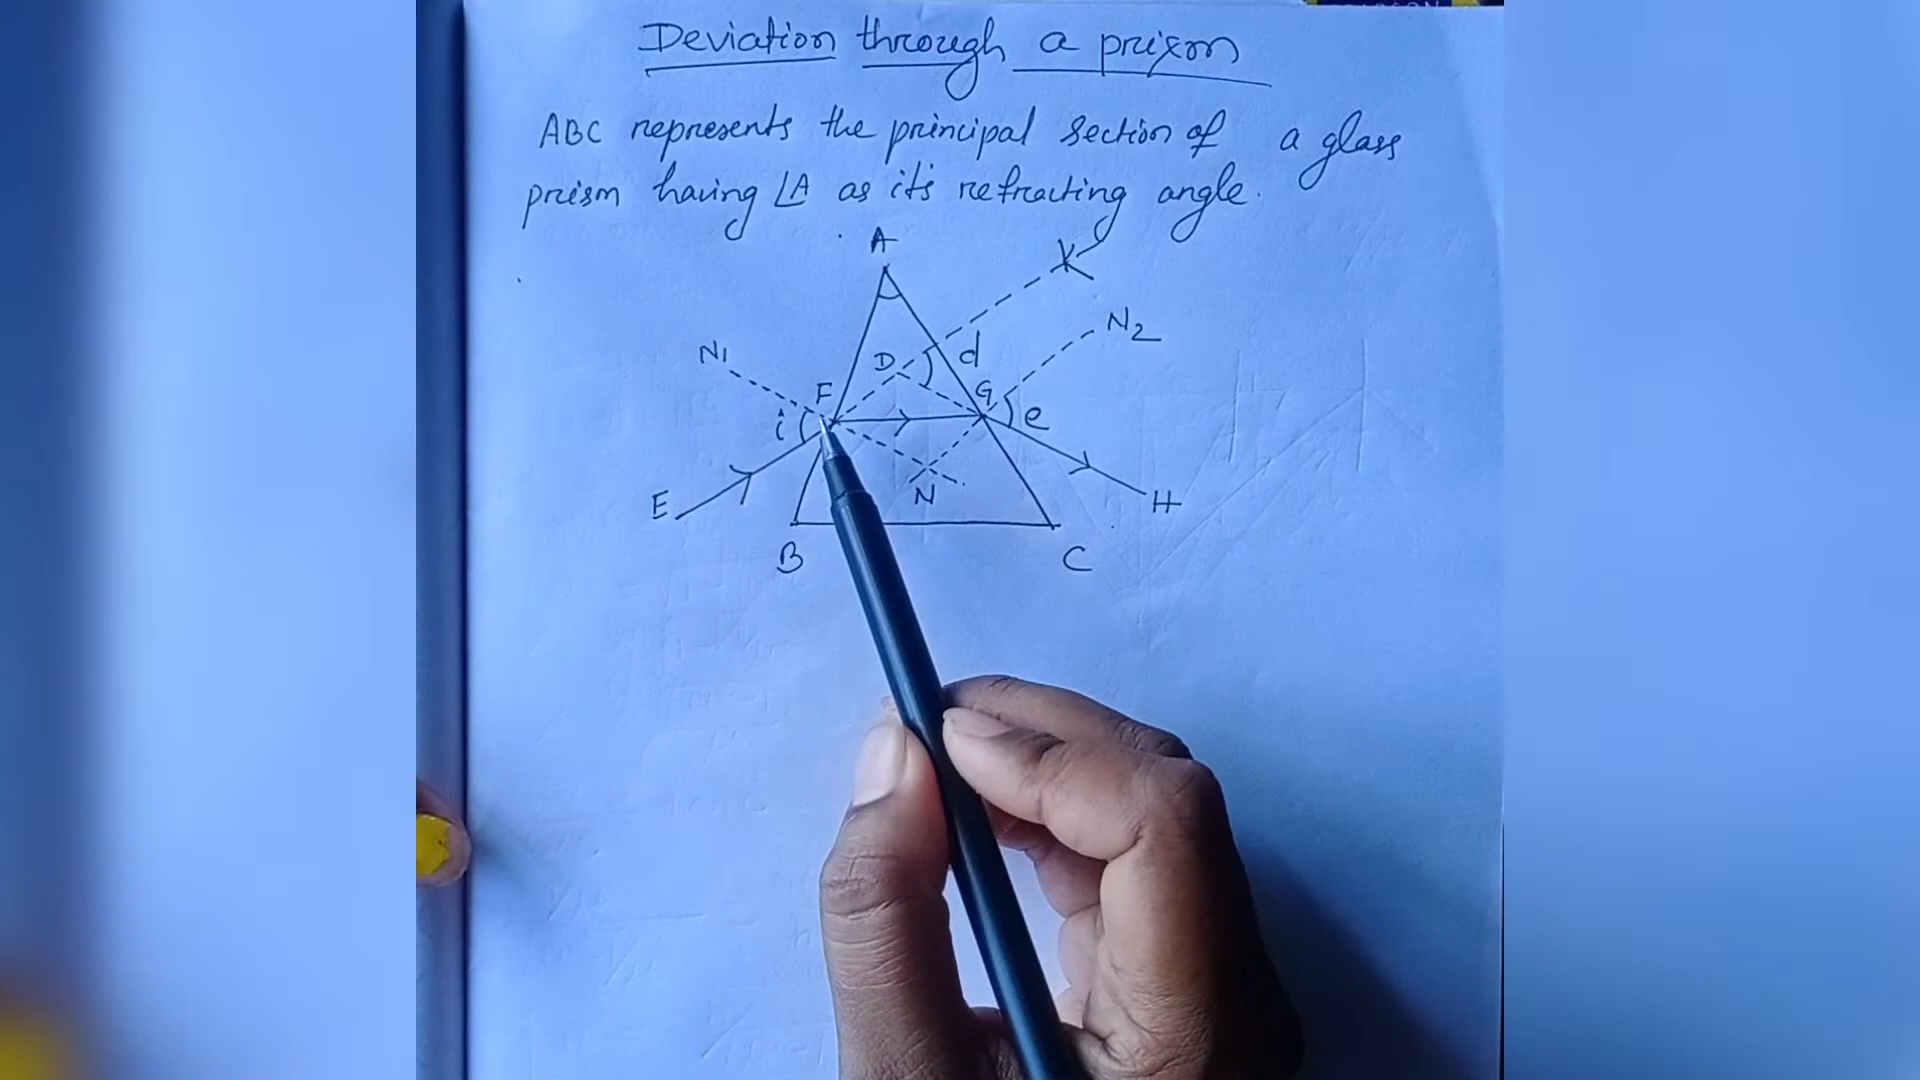 Deviation through a prism
ABC represents the principal section of a glass
prism having ∠A as its refracting angle.
A
K
N2
N1
D
d
F
G
i
e
E
N
H
B
C